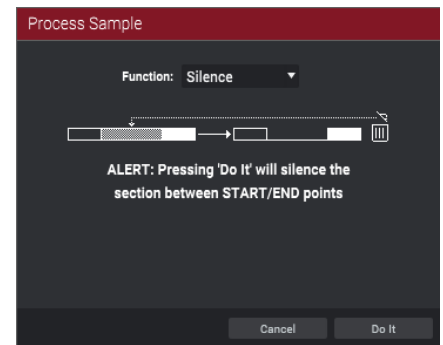 Process Sample
Function: Silence
ALERT: Pressing 'Do It' will silence the
section between START/END points
Cancel Do It